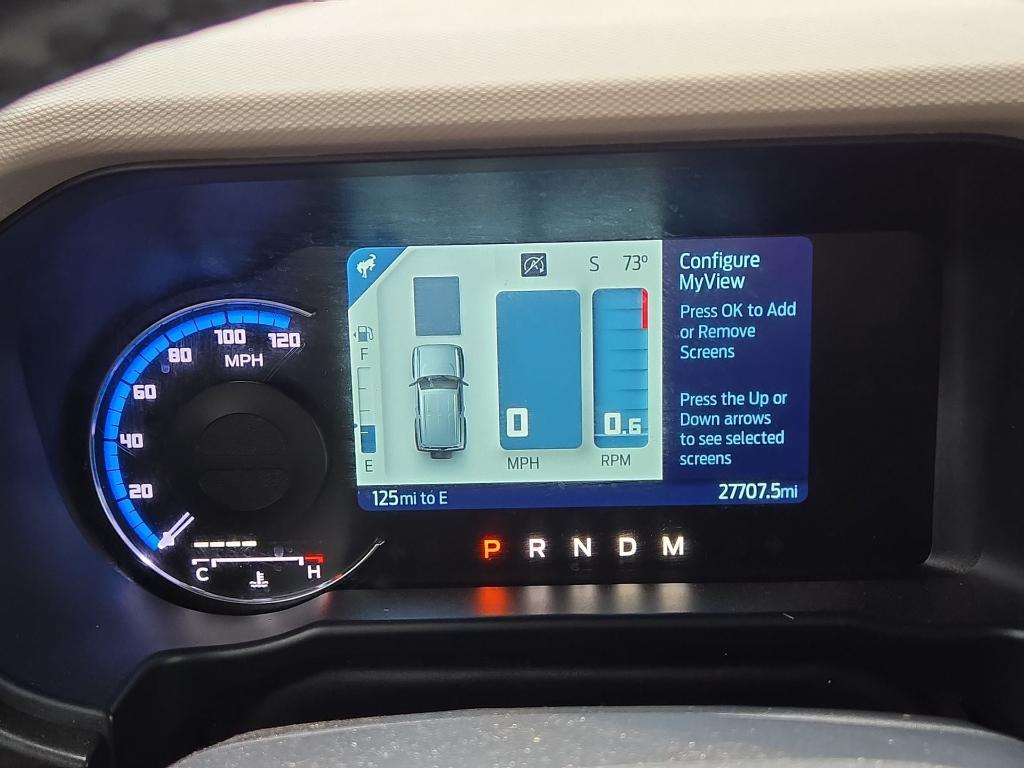 S 73º
Configure
MyView
Press OK to Add
or Remove
Screens
Press the Up or
Down arrows
to see selected
screens
F
E
0
MPH
0.6
RPM
125mi to E
27707.5mi
120
100
80
60
40
20
MPH
C H
P R N D M